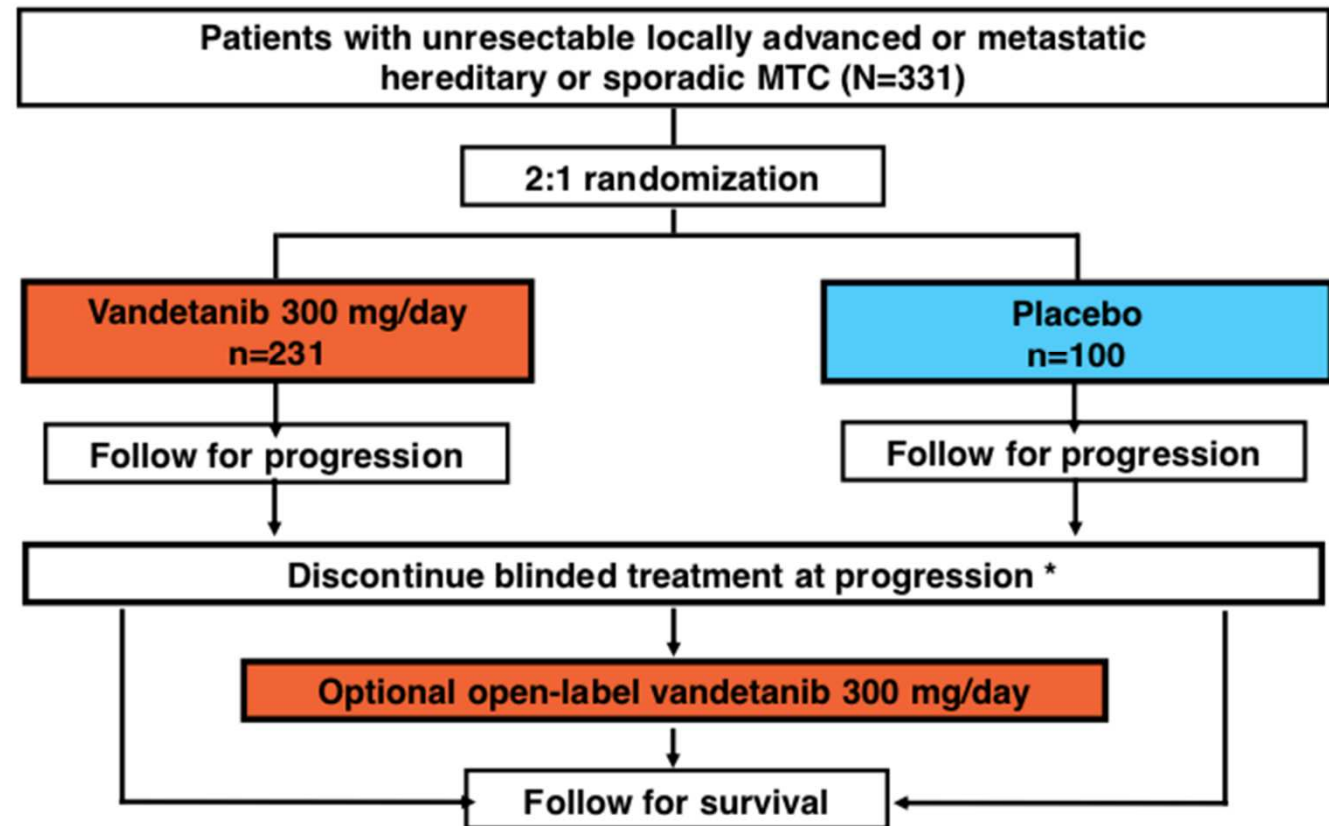 Patients with unresectable locally advanced or metastatic
hereditary or sporadic MTC (N=331)
2:1 randomization
Vandetanib 300 mg/day
n=231
Placebo
n=100
Follow for progression
Follow for progression
Discontinue blinded treatment at progression *
Optional open-label vandetanib 300 mg/day
Follow for survival